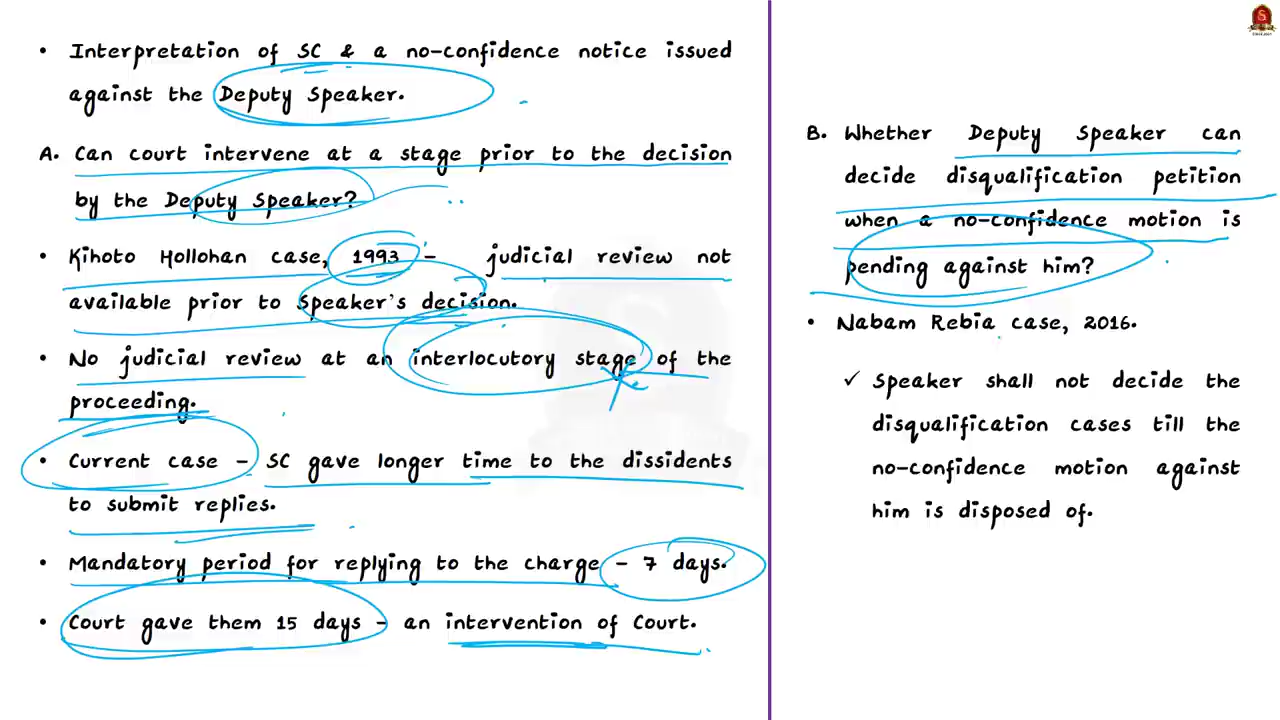 • Interpretation of SC & a no-confidence notice issued
against the Deputy Speaker.
A. Can court intervene at a stage prior to the decision
by the Deputy Speaker?
• Kihoto Hollohan case, 1993 - judicial review not
available prior to Speaker's decision.
• No judicial review at an interlocutory stage of the
proceeding.
• Current case - SC gave longer time to the dissidents
to submit replies.
• Mandatory period for replying to the charge - 7 days.
• Court gave them 15 days - an intervention of Court.
B. Whether Deputy Speaker can
decide disqualification petition
when a no-confidence motion is
pending against him?
• Nabam Rebia case, 2016.
✓ Speaker shall not decide the
disqualification cases till the
no-confidence motion against
him is disposed of.